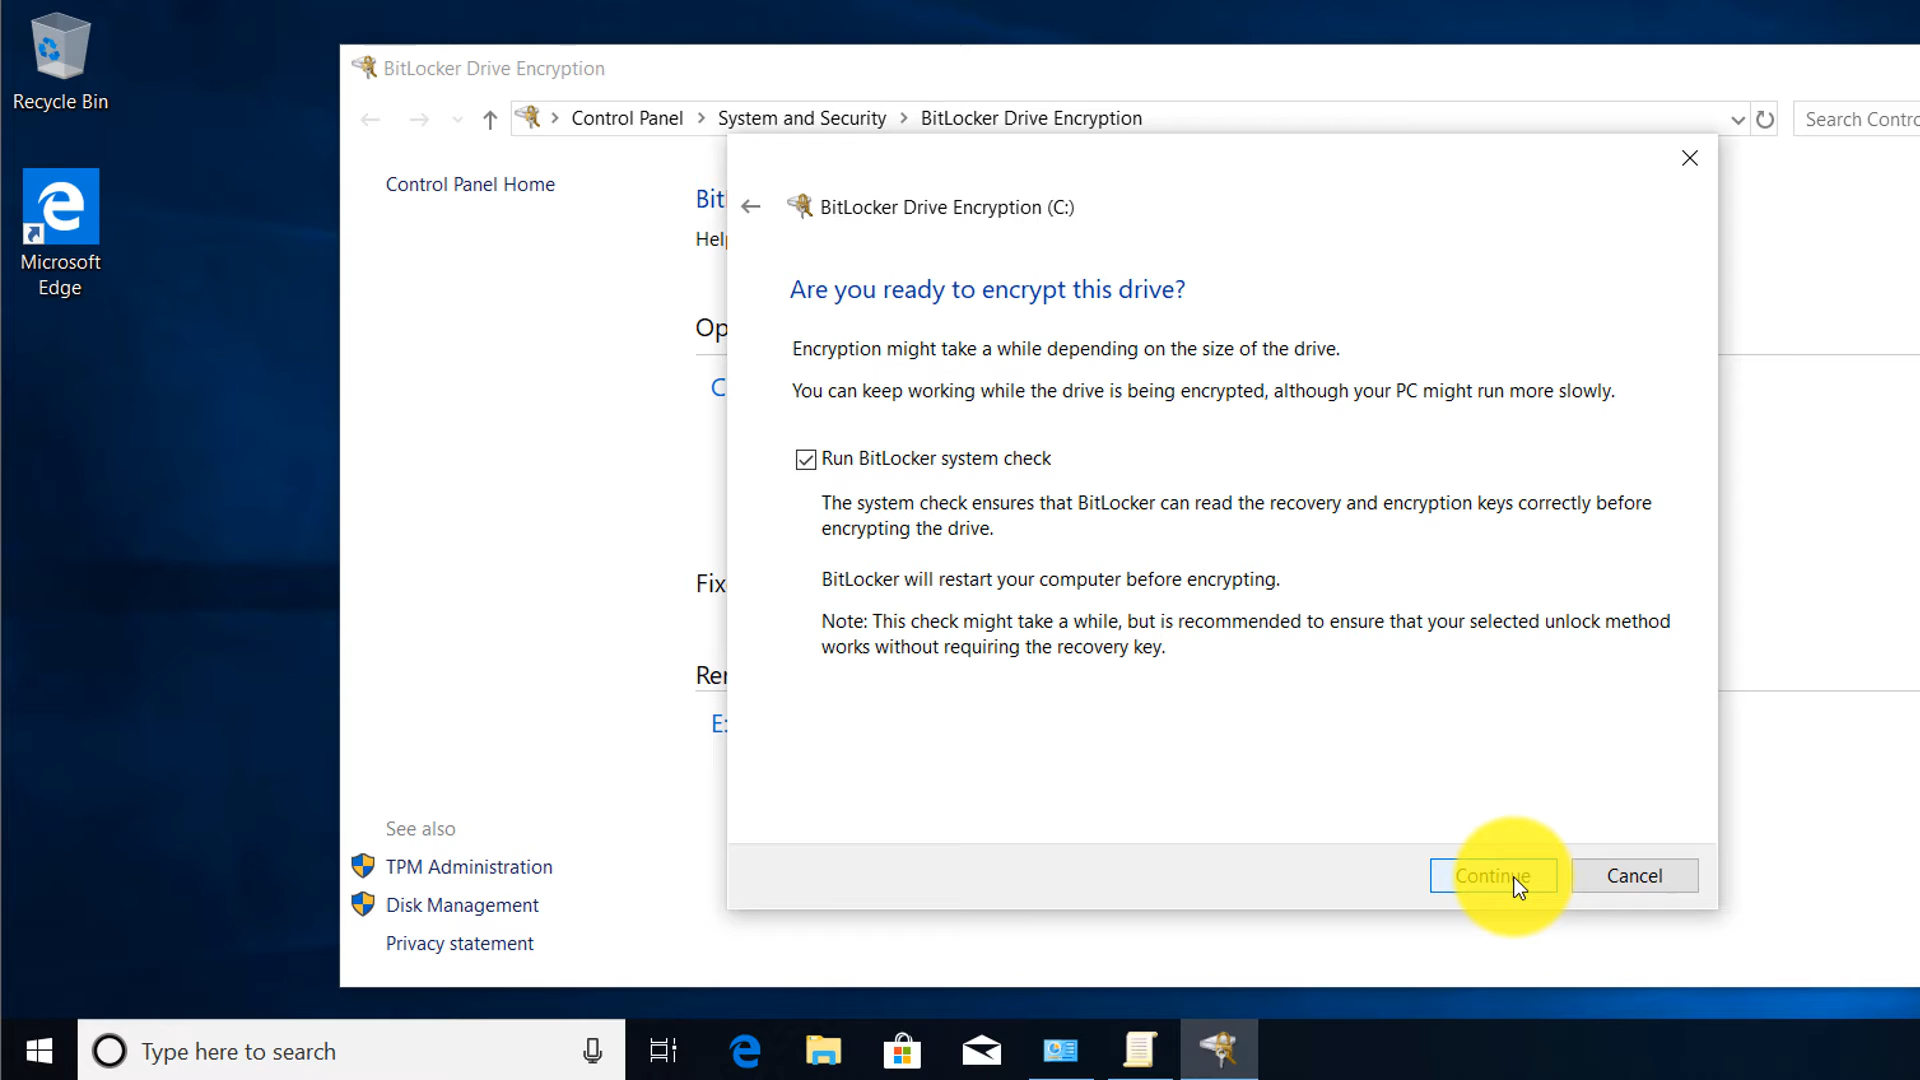 Recycle Bin
Microsoft
Edge
BitLocker Drive Encryption
Control Panel
System and Security
BitLocker Drive Encryption
Search Contro
Control Panel Home
Bit
Help
Op
C
Fix
Rem
E:
See also
TPM Administration
Disk Management
Privacy statement
BitLocker Drive Encryption (C:)
Are you ready to encrypt this drive?
Encryption might take a while depending on the size of the drive.
You can keep working while the drive is being encrypted, although your PC might run more slowly.
Run BitLocker system check
The system check ensures that BitLocker can read the recovery and encryption keys correctly before
encrypting the drive.
BitLocker will restart your computer before encrypting.
Note: This check might take a while, but is recommended to ensure that your selected unlock method
works without requiring the recovery key.
Continue
Cancel
Type here to search